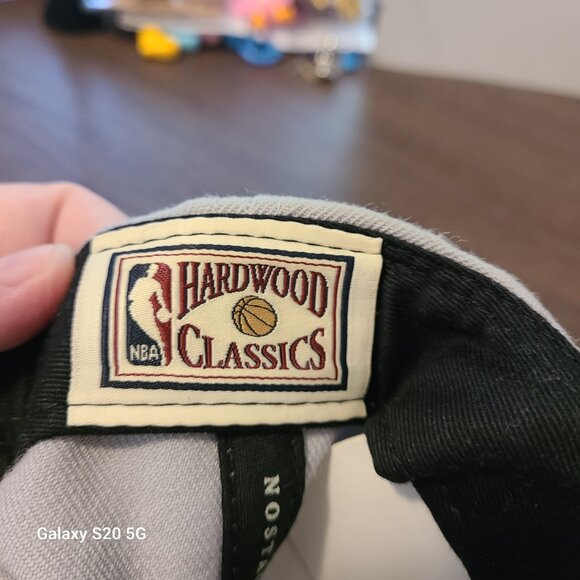 HARDWOOD
NBA
CLASSICS
NOSTA
Galaxy S20 5G